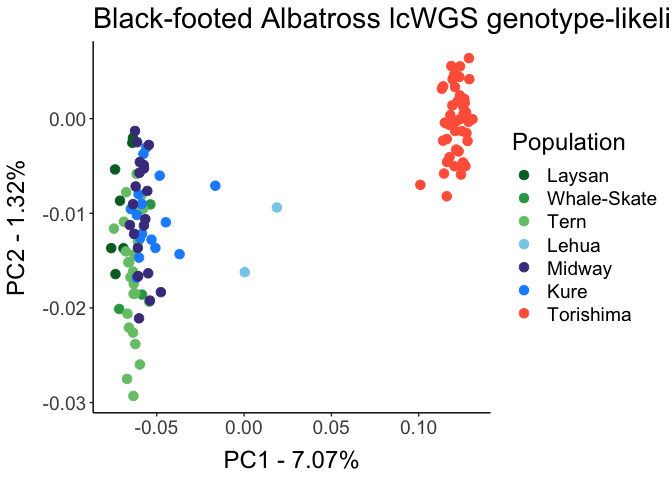 Black-footed Albatross lcWGS genotype-likeli
0.00
-0.01
-0.02
-0.03
PC2 - 1.32%
-0.05
0.00
0.05
0.10
PC1 - 7.07%
Population
Laysan
Whale-Skate
Tern
Lehua
Midway
Kure
Torishima